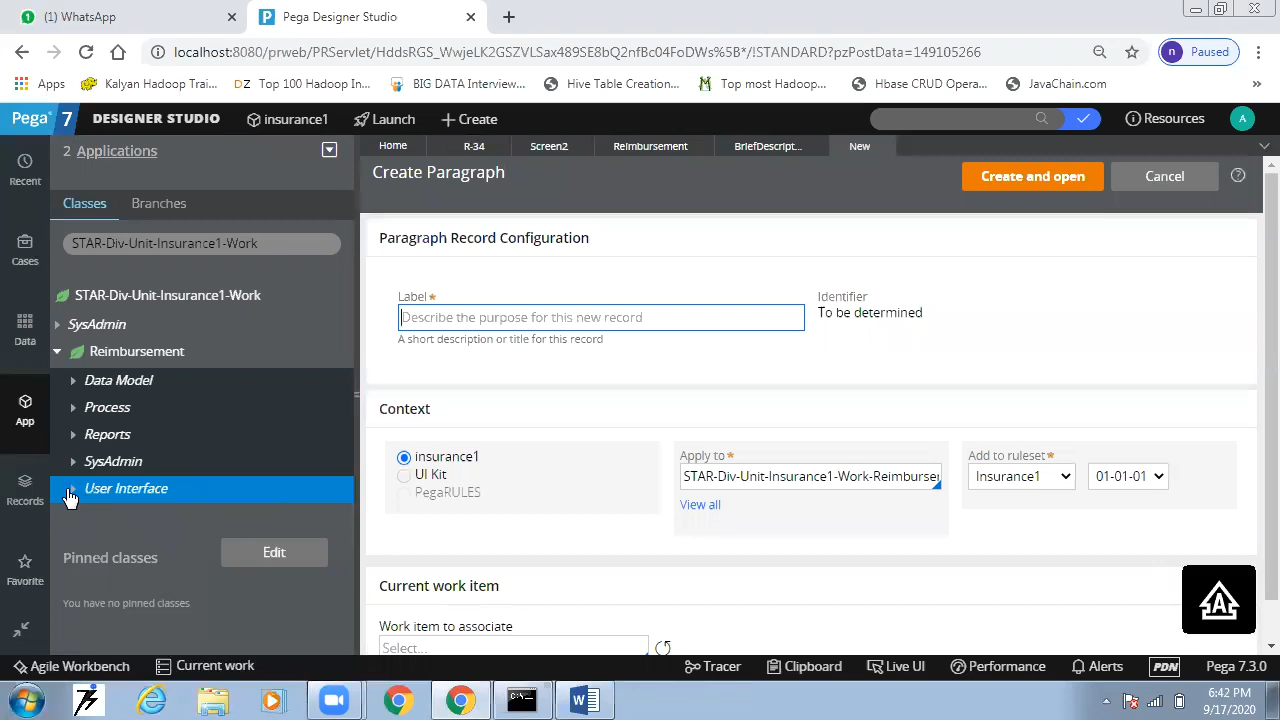 (1) WhatsApp
Pega Designer Studio
localhost:8080/prweb/PRServlet/HddsRGS_WwjeLK2GSZVLSax489SE8bQ2nfBc04FoDWs%5B*/!STANDARD?pzPostData=149105266
n Paused
Apps
Kalyan Hadoop Trai...
DZ Top 100 Hadoop In...
BIG DATA Interview...
Hive Table Creation...
Top most Hadoop...
Hbase CRUD Opera...
JavaChain.com
»
Pega 7 DESIGNER STUDIO
insurance1
Launch
Create
Resources
A
2 Applications
Home
R-34
Screen2
Reimbursement
BriefDescript...
New
Recent
Cases
Data
App
Records
Favorite
Classes
Branches
STAR-Div-Unit-Insurance1-Work
STAR-Div-Unit-Insurance1-Work
SysAdmin
Reimbursement
Data Model
Process
Reports
SysAdmin
User Interface
Pinned classes
Edit
You have no pinned classes
Create Paragraph
Create and open
Cancel
Paragraph Record Configuration
Label*
Describe the purpose for this new record
A short description or title for this record
Identifier
To be determined
Context
insurance1
UI Kit
PegaRULES
Apply to*
STAR-Div-Unit-Insurance1-Work-Reimburse
View all
Add to ruleset*
Insurance1
01-01-01
Current work item
Work item to associate
Select...
A
Agile Workbench
Current work
Tracer
Clipboard
Live UI
Performance
Alerts
PDN
Pega 7.3.0
6:42 PM
9/17/2020